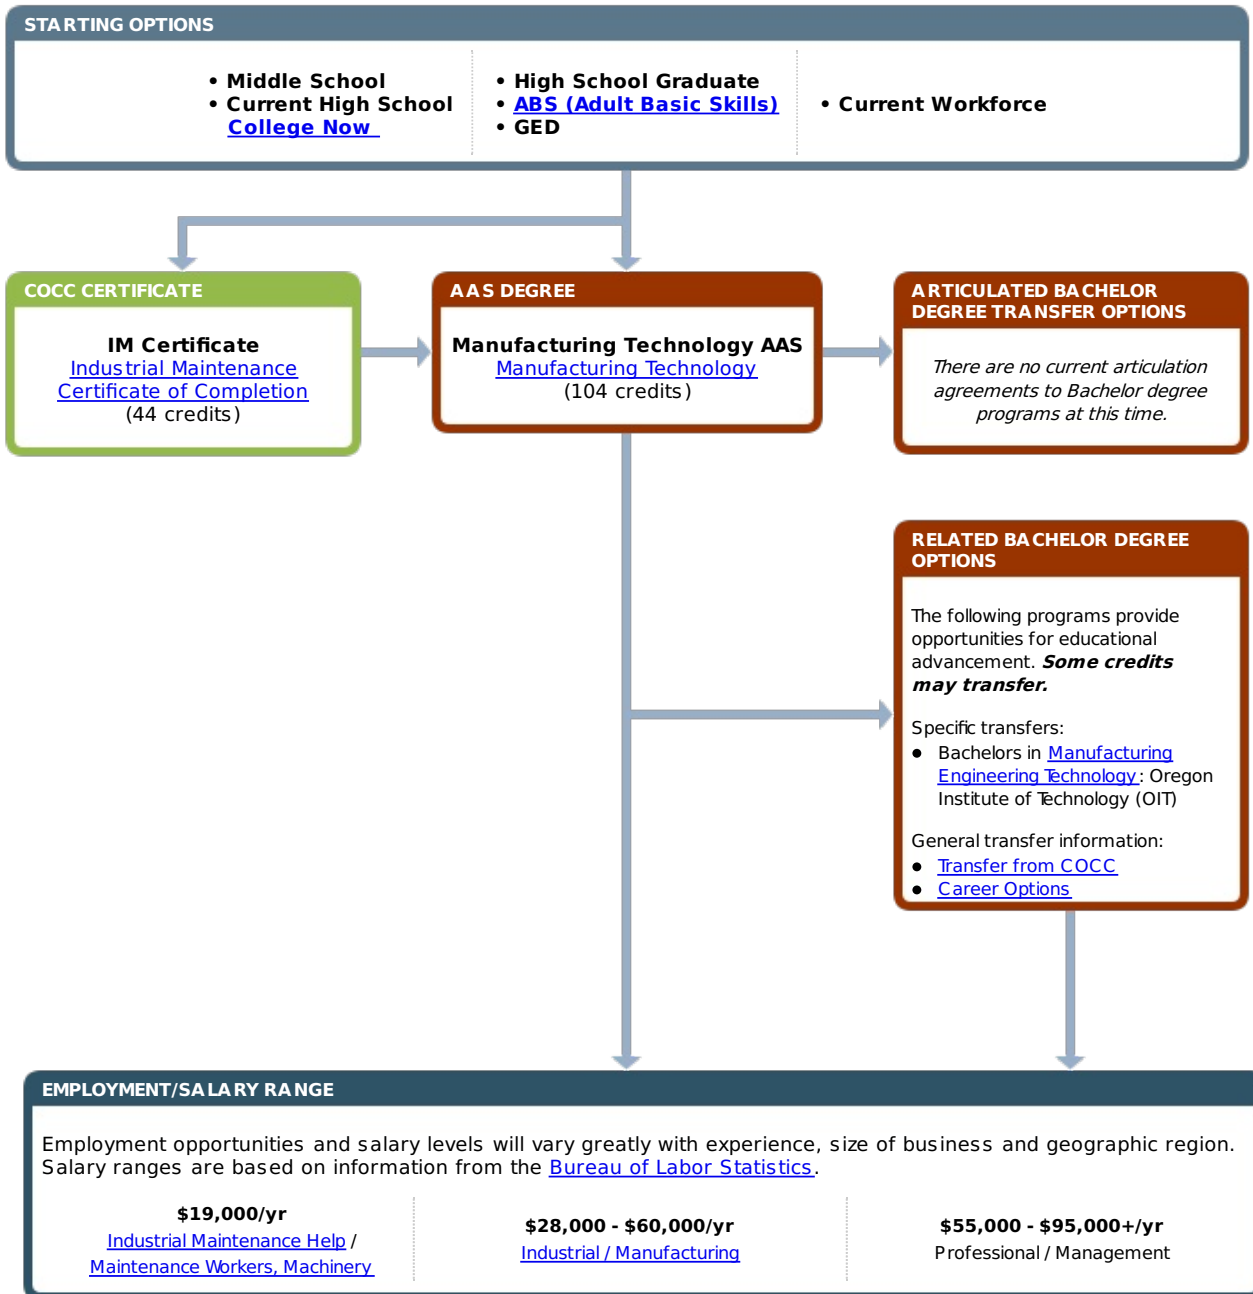 STARTING OPTIONS
• Middle School
• Current High School
College Now
• High School Graduate
• ABS (Adult Basic Skills)
• GED
• Current Workforce
COCC CERTIFICATE
IM Certificate
Industrial Maintenance
Certificate of Completion
(44 credits)
AAS DEGREE
Manufacturing Technology AAS
Manufacturing Technology
(104 credits)
ARTICULATED BACHELOR
DEGREE TRANSFER OPTIONS
There are no current articulation
agreements to Bachelor degree
programs at this time.
RELATED BACHELOR DEGREE
OPTIONS
The following programs provide
opportunities for educational
advancement. Some credits
may transfer.
Specific transfers:
● Bachelors in Manufacturing
Engineering Technology: Oregon
Institute of Technology (OIT)
General transfer information:
● Transfer from COCC
● Career Options
EMPLOYMENT/SALARY RANGE
Employment opportunities and salary levels will vary greatly with experience, size of business and geographic region.
Salary ranges are based on information from the Bureau of Labor Statistics.
$19,000/yr
Industrial Maintenance Help /
Maintenance Workers, Machinery
$28,000 - $60,000/yr
Industrial / Manufacturing
$55,000 - $95,000+/yr
Professional / Management